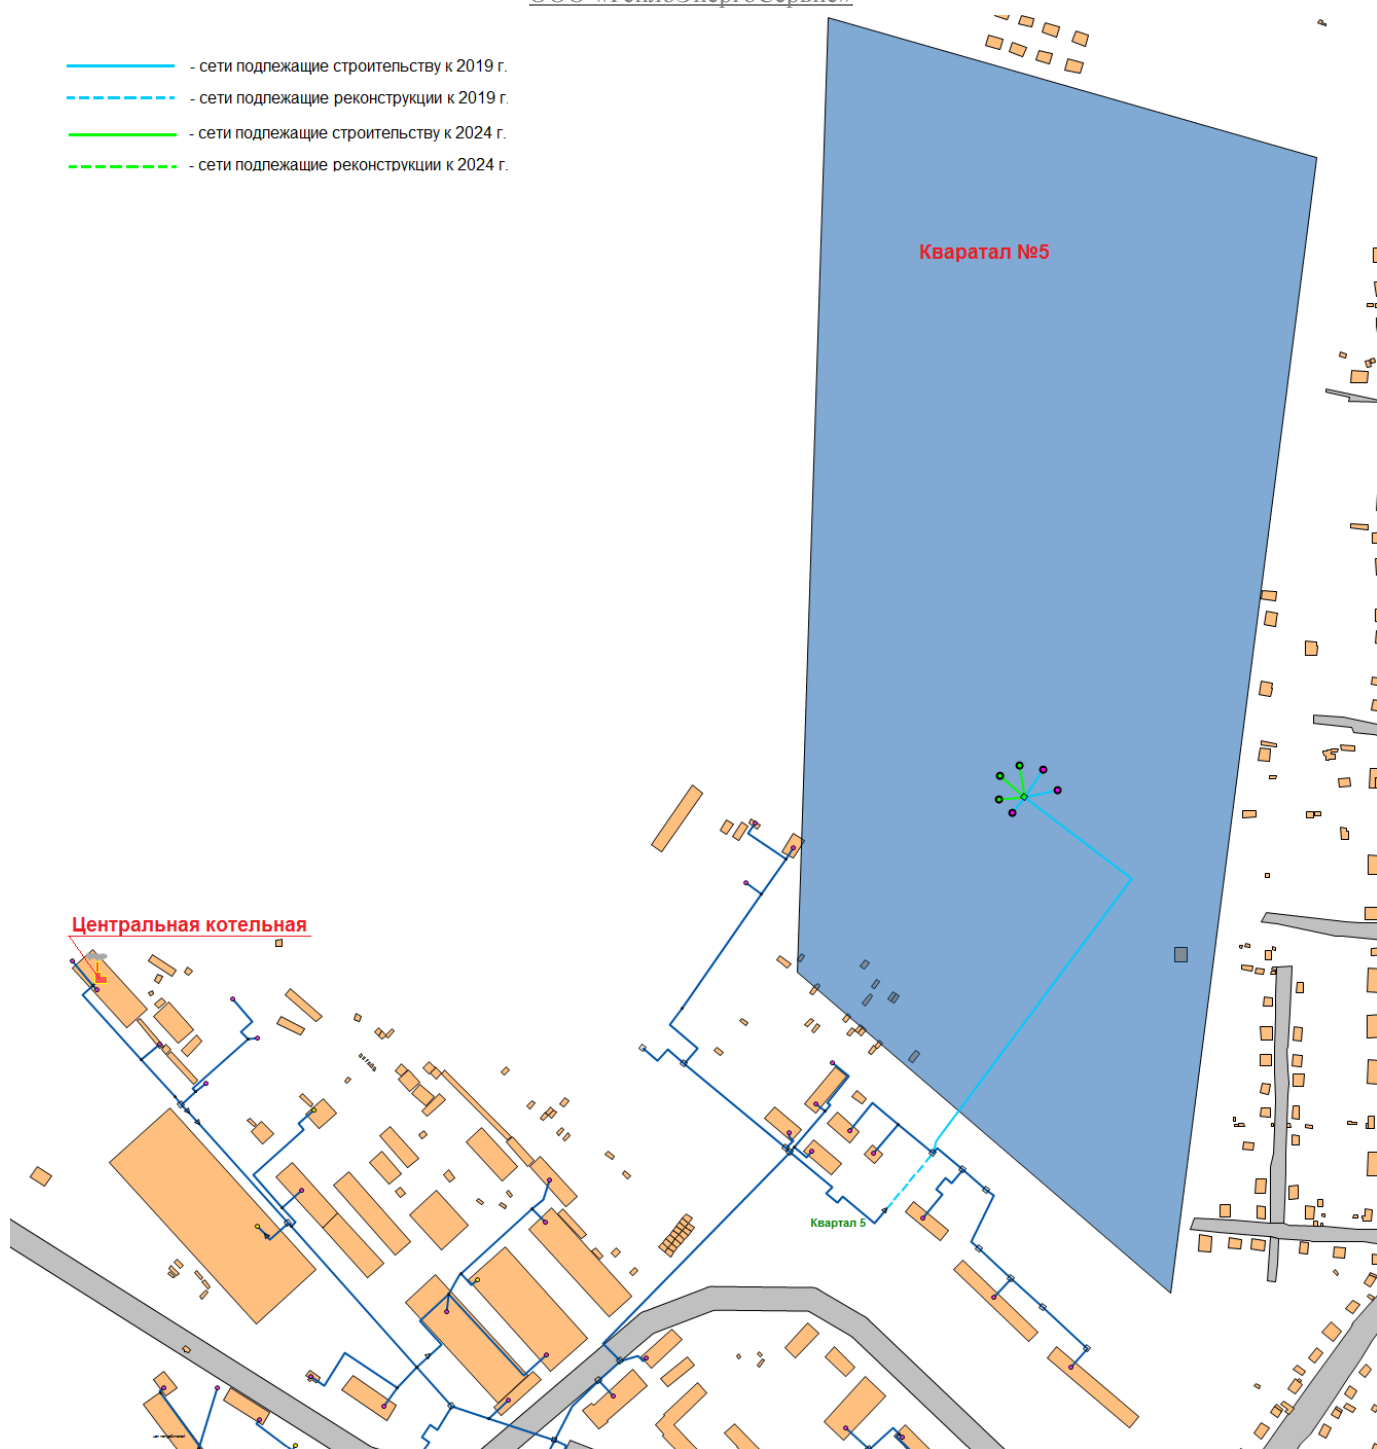 - сети подлежащие строительству к 2019 г.
- сети подлежащие реконструкции к 2019 г.
- сети подлежащие строительству к 2024 г.
- сети подлежащие реконструкции к 2024 г.
Кваратал №5
Центральная котельная
Квартал 5